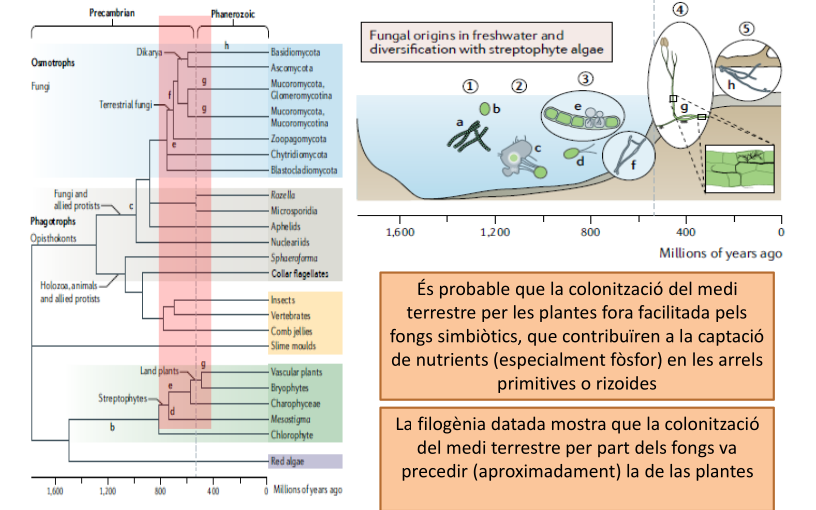 Precambrian
Phanerozoic
h
Osmotrophs
Fungi
Dikarya
Terrestrial fungi
f
g
g
e
Basidiomycota
Ascomycota
Mucoromycota,
Glomeromycotina
Mucoromycota,
Mucoromycotina
Zoopagomycota
Chytridiomycota
Blastocladiomycota
Fungi and
allied protists
c
Phagotrophs
Opisthokonts
Rozella
Microsporidia
Aphelids
Nucleariids
Sphaeroforma
Collar flagellates
Holozoa, animals
and allied protists
Insects
Vertebrates
Comb jellies
Slime moulds
Land plants
g
e
Streptophytes
d
b
Vascular plants
Bryophytes
Charophyceae
Mesostigma
Chlorophyte
Red algae
1,600
1,200
800
400
0
Millions of years ago
Fungal origins in freshwater and
diversification with streptophyte algae
1
2
3
4
5
a
b
c
d
e
f
g
h
1,600
1,200
800
400
0
Millions of years ago
És probable que la colonització del medi
terrestre per les plantes fora facilitada pels
fongs simbiòtics, que contribuïren a la captació
de nutrients (especialment fòsfor) en les arrels
primitives o rizoides
La filogènia datada mostra que la colonització
del medi terrestre per part dels fongs va
precedir (aproximadament) la de las plantes